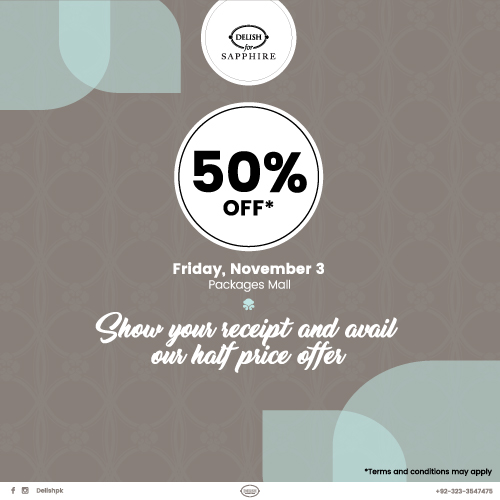 DELISH
for
SAPPHIRE
50%
OFF*
Friday, November 3
Packages Mall
Show your receipt and avail
our half price offer
*Terms and conditions may apply
Delishpk
DELISH
+92-323-3547475